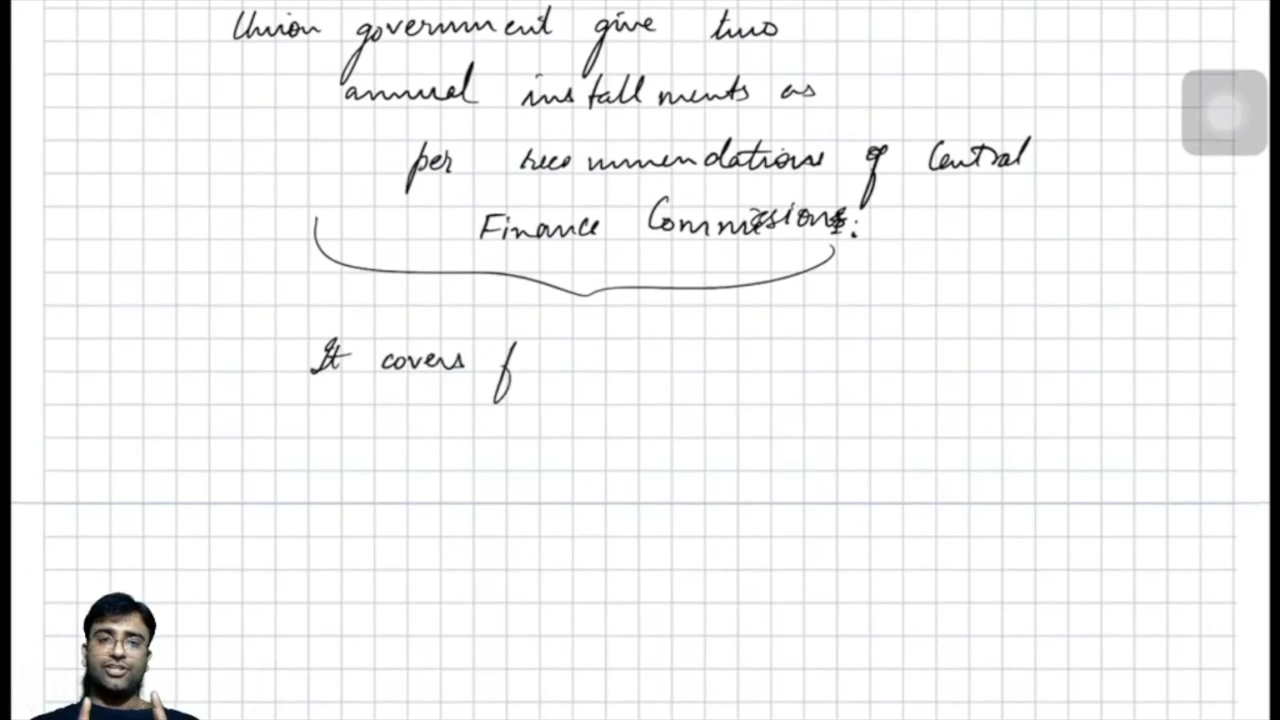 Union government give two
annual installments as
per recommendations of Central
Finance Commissions.
It covers f